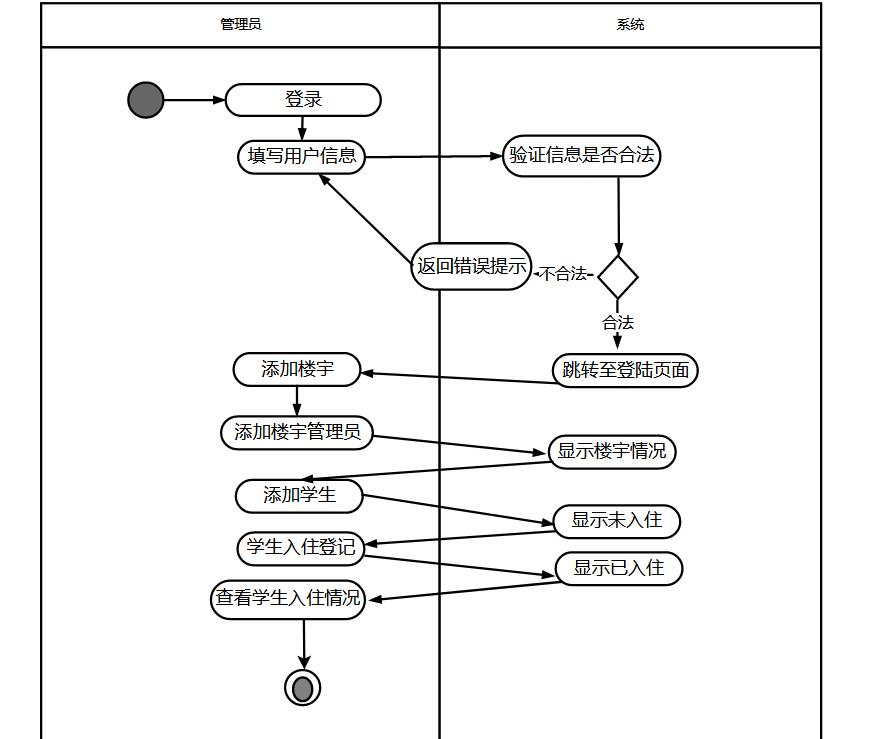 管理员
系统
登录
填写用户信息
验证信息是否合法
返回错误提示
不合法
合法
添加楼宇
跳转至登陆页面
添加楼宇管理员
显示楼宇情况
添加学生
显示未入住
学生入住登记
显示已入住
查看学生入住情况